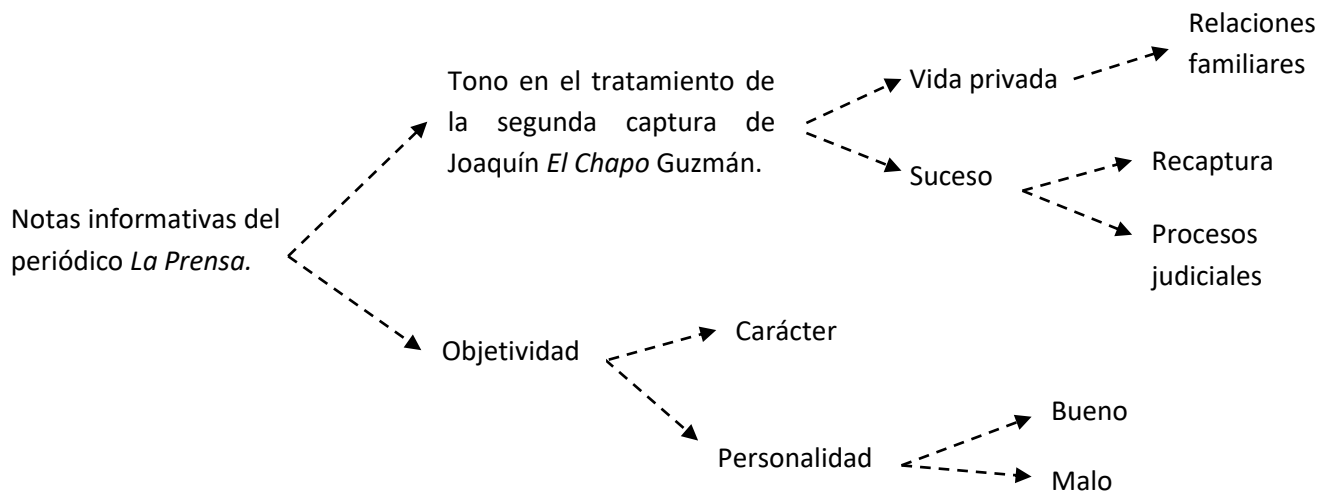 Relaciones
familiares
Tono en el tratamiento de
la segunda captura de
Joaquín El Chapo Guzmán.
Vida privada
Suceso
Recaptura
Procesos
judiciales
Notas informativas del
periódico La Prensa.
Objetividad
Carácter
Personalidad
Bueno
Malo